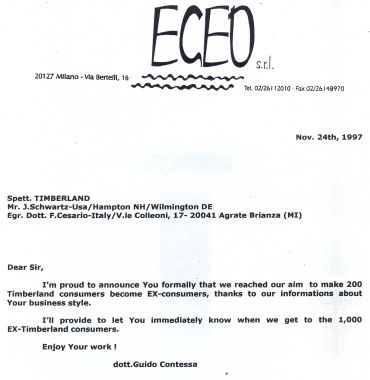 EGEO s.r.l.
20127 Milano - Via Bertelli, 16
Tel. 02/26112010 - Fax 02/26148970
Nov. 24th, 1997
Spett. TIMBERLAND
Mr. J.Schwartz-Usa/Hampton NH/Wilmington DE
Egr. Dott. F.Cesario-Italy/V.le Colleoni, 17- 20041 Agrate Brianza (MI)
Dear Sir,
I'm proud to announce You formally that we reached our aim to make 200
Timberland consumers become EX-consumers, thanks to our informations about
Your business style.
I'll provide to let You immediately know when we get to the 1,000
EX-Timberland consumers.
Enjoy Your work !
dott.Guido Contessa